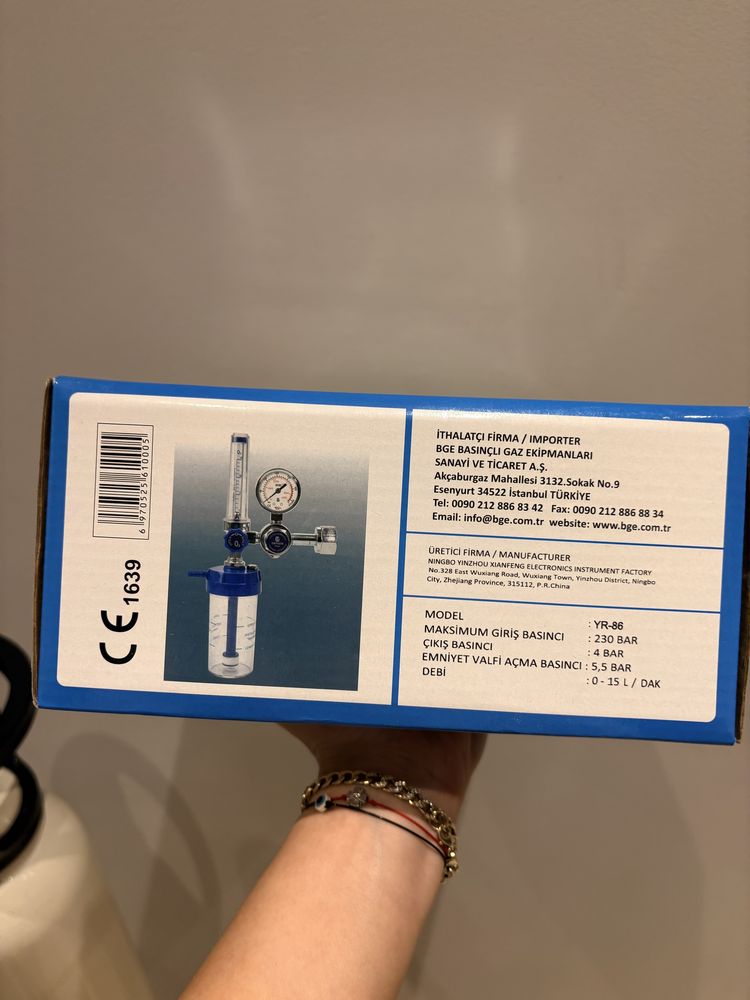 6970525610005
CE 1639
İTHALATÇI FİRMA / IMPORTER
BGE BASINÇLI GAZ EKİPMANLARI
SANAYİ VE TİCARET A.Ş.
Akçaburgaz Mahallesi 3132.Sokak No.9
Esenyurt 34522 İstanbul TÜRKİYE
Tel: 0090 212 886 83 42 Fax: 0090 212 886 88 34
Email: info@bge.com.tr website: www.bge.com.tr
ÜRETİCİ FİRMA / MANUFACTURER
NINGBO YINZHOU XIANFENG ELECTRONICS INSTRUMENT FACTORY
No.328 East Wuxiang Road, Wuxiang Town, Yinzhou District, Ningbo
City, Zhejiang Province, 315112, P.R.China
MODEL : YR-86
MAKSİMUM GİRİŞ BASINCI : 230 BAR
ÇIKIŞ BASINCI : 4 BAR
EMNİYET VALFİ AÇMA BASINCI : 5,5 BAR
DEBİ : 0 - 15 L / DAK